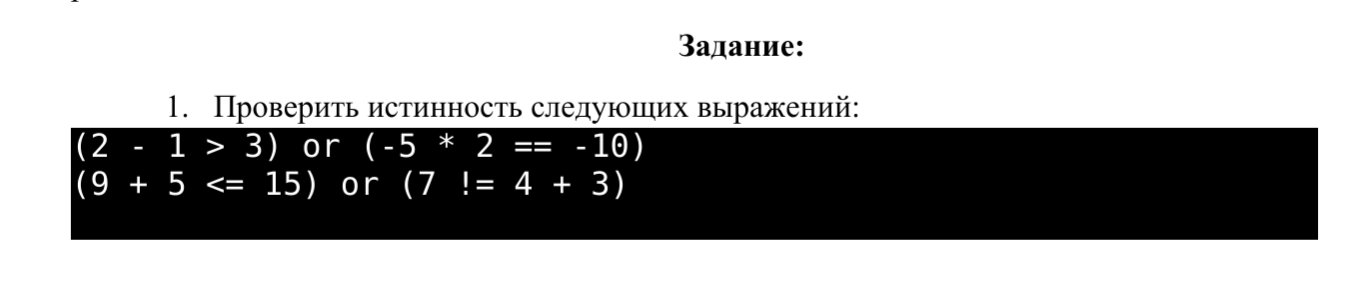 Задание:
1. Проверить истинность следующих выражений:
(2 - 1 > 3) or (-5 * 2 == -10)
(9 + 5 <= 15) or (7 != 4 + 3)